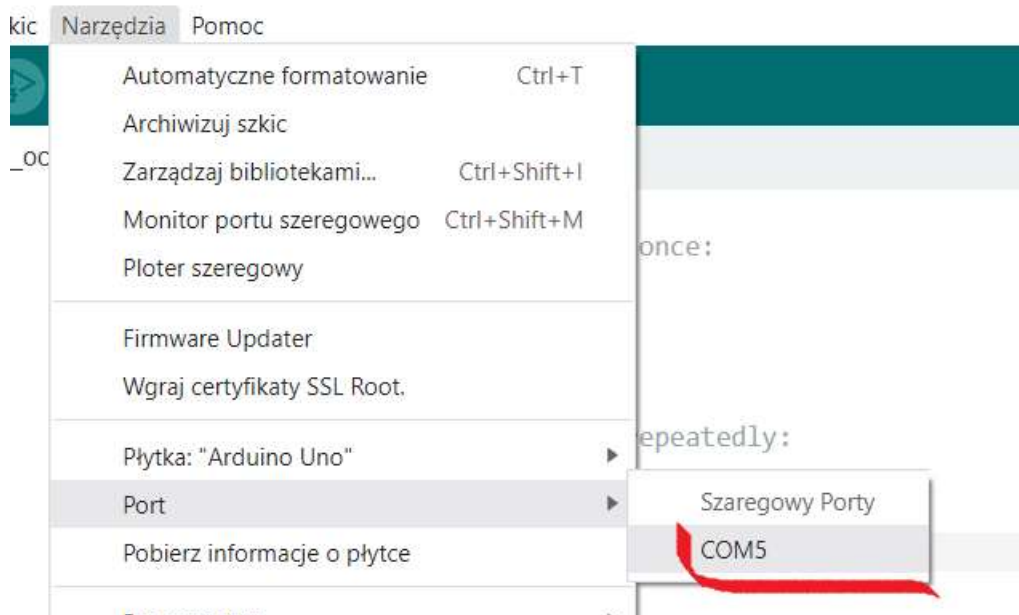 kic Narzędzia Pomoc
Automatyczne formatowanie Ctrl+T
Archiwizuj szkic
_oc
Zarządzaj bibliotekami... Ctrl+Shift+I
Monitor portu szeregowego Ctrl+Shift+M
once:
Ploter szeregowy
Firmware Updater
Wgraj certyfikaty SSL Root.
epeatedly:
Płytka: "Arduino Uno"
Port
Szaregowy Porty
COM5
Pobierz informacje o płytce